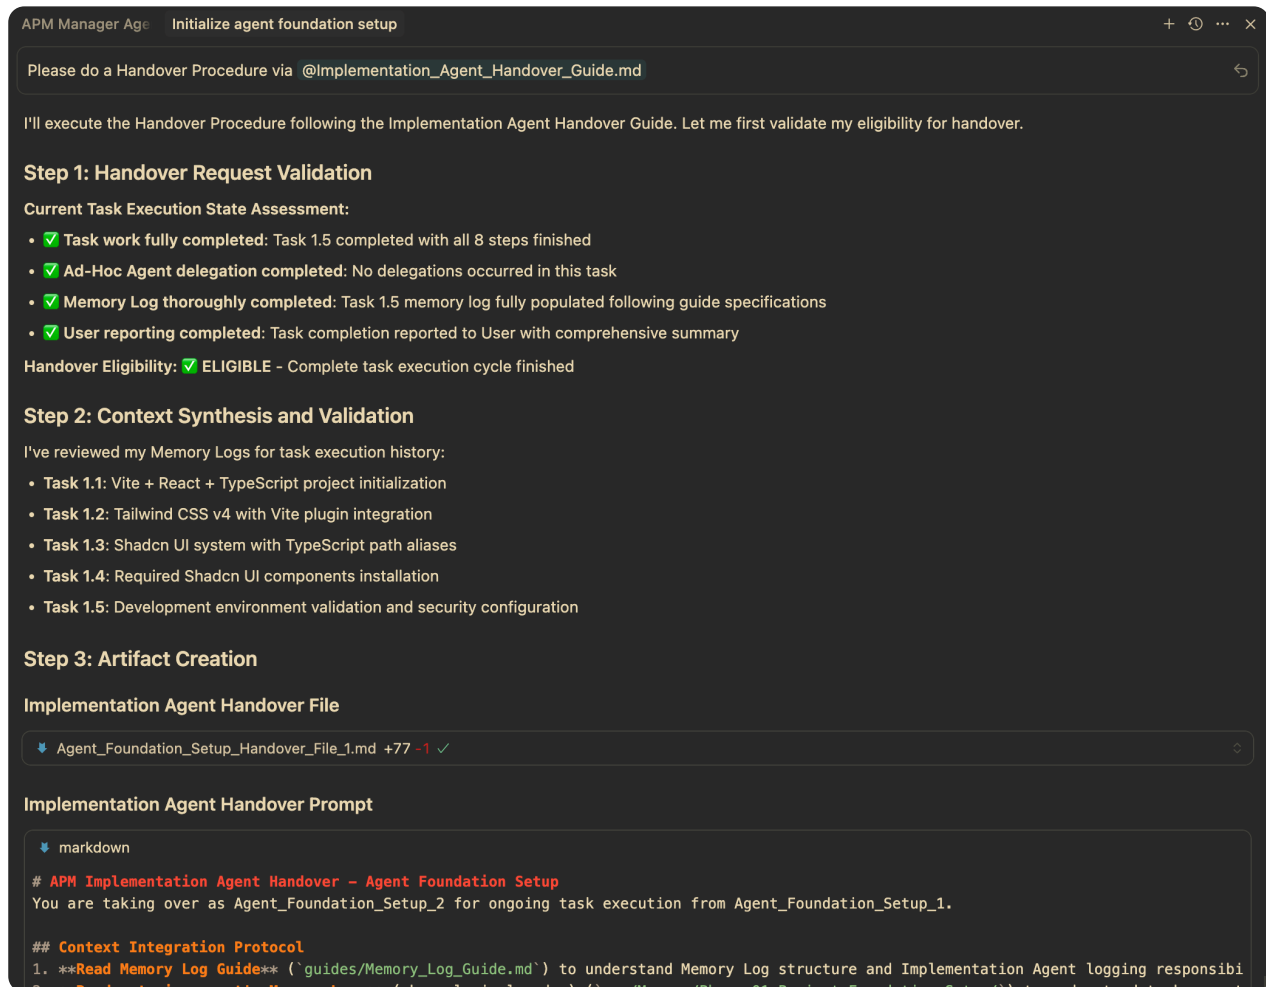 APM Manager Age
Initialize agent foundation setup
Please do a Handover Procedure via @Implementation_Agent_Handover_Guide.md
I'll execute the Handover Procedure following the Implementation Agent Handover Guide. Let me first validate my eligibility for handover.
Step 1: Handover Request Validation
Current Task Execution State Assessment:
• ✅ Task work fully completed: Task 1.5 completed with all 8 steps finished
• ✅ Ad-Hoc Agent delegation completed: No delegations occurred in this task
• ✅ Memory Log thoroughly completed: Task 1.5 memory log fully populated following guide specifications
• ✅ User reporting completed: Task completion reported to User with comprehensive summary
Handover Eligibility: ✅ ELIGIBLE - Complete task execution cycle finished
Step 2: Context Synthesis and Validation
I've reviewed my Memory Logs for task execution history:
• Task 1.1: Vite + React + TypeScript project initialization
• Task 1.2: Tailwind CSS v4 with Vite plugin integration
• Task 1.3: Shadcn UI system with TypeScript path aliases
• Task 1.4: Required Shadcn UI components installation
• Task 1.5: Development environment validation and security configuration
Step 3: Artifact Creation
Implementation Agent Handover File
Agent_Foundation_Setup_Handover_File_1.md +77 -1
Implementation Agent Handover Prompt
markdown
# APM Implementation Agent Handover – Agent Foundation Setup
You are taking over as Agent_Foundation_Setup_2 for ongoing task execution from Agent_Foundation_Setup_1.
## Context Integration Protocol
1. **Read Memory Log Guide** (`guides/Memory_Log_Guide.md`) to understand Memory Log structure and Implementation Agent logging responsibi